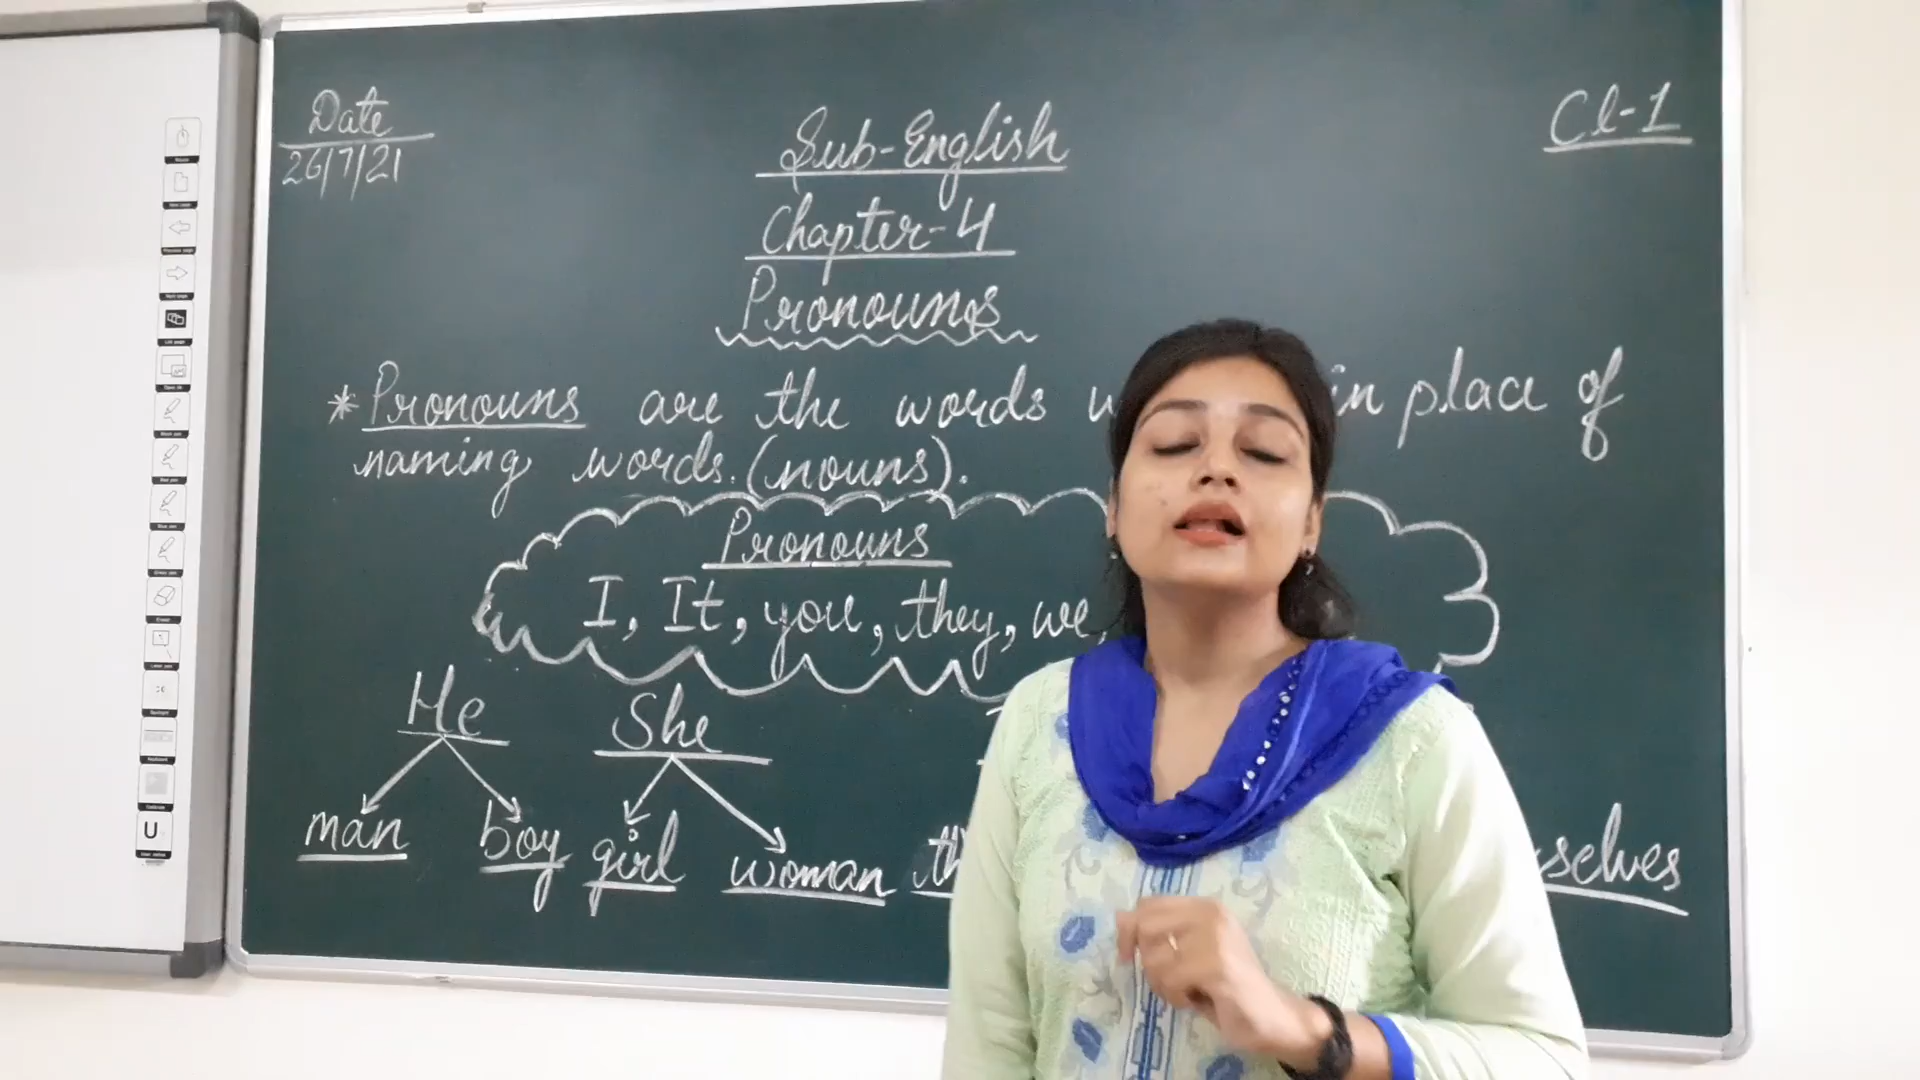 Date
26/7/21
Sub-English
Chapter-4
Pronouns
Cl-1
* Pronouns are the words in place of
naming words. (nouns).
Pronouns
I, It, you, they, we,
He
She
man boy girl woman
U